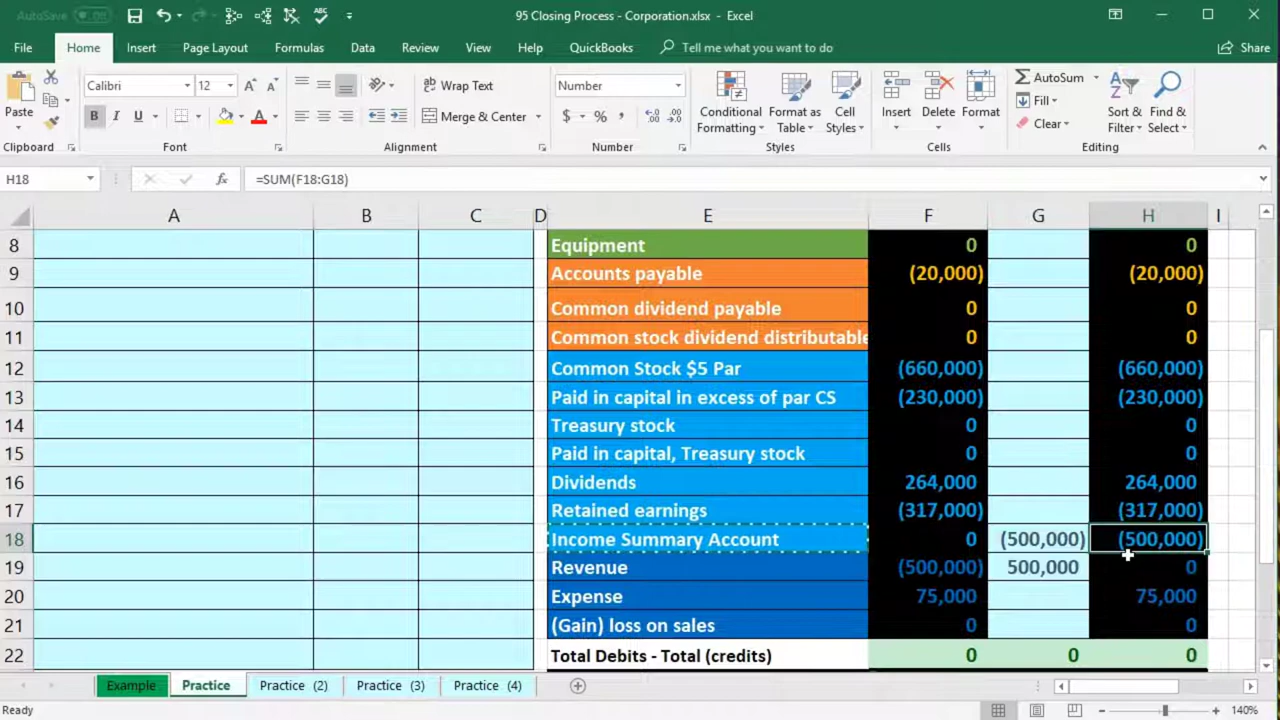 AutoSave Off 95 Closing Process - Corporation.xlsx - Excel
File Home Insert Page Layout Formulas Data Review View Help QuickBooks Tell me what you want to do Share
Calibri 12 Wrap Text Number AutoSum
Paste B I U Merge & Center $ % Conditional Formatting Format as Table Cell Styles Insert Delete Format Fill Clear Sort & Filter Find & Select
Clipboard Font Alignment Number Styles Cells Editing
H18 fx =SUM(F18:G18)
A B C D E F G H I
8 Equipment 0 0
9 Accounts payable (20,000) (20,000)
10 Common dividend payable 0 0
11 Common stock dividend distributable 0 0
12 Common Stock $5 Par (660,000) (660,000)
13 Paid in capital in excess of par CS (230,000) (230,000)
14 Treasury stock 0 0
15 Paid in capital, Treasury stock 0 0
16 Dividends 264,000 264,000
17 Retained earnings (317,000) (317,000)
18 Income Summary Account 0 (500,000) (500,000)
19 Revenue (500,000) 500,000 0
20 Expense 75,000 75,000
21 (Gain) loss on sales 0 0
22 Total Debits - Total (credits) 0 0 0
Example Practice Practice (2) Practice (3) Practice (4)
Ready 140%